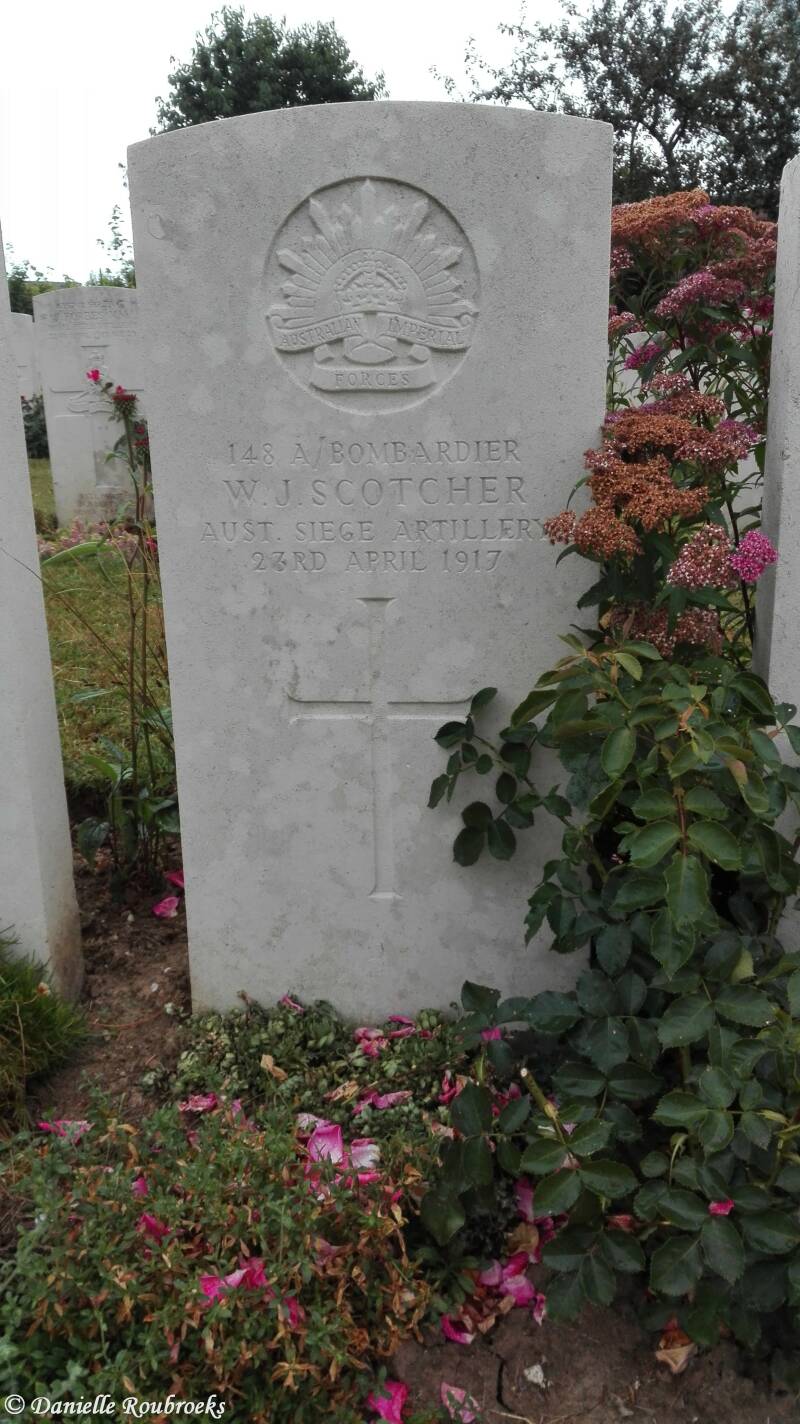 AUSTRALIAN IMPERIAL
FORCES
148 A/BOMBARDIER
W.J.SCOTCHER
AUST. SIEGE ARTILLERY
23RD APRIL 1917
© Danielle Roubroeks